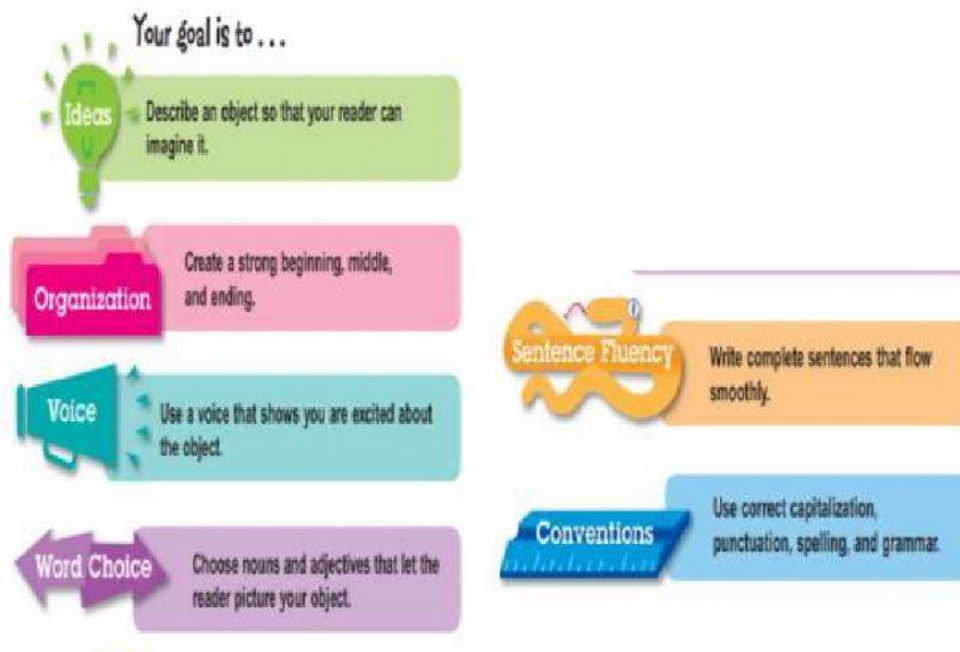 Your goal is to . . .
Ideas
Describe an object so that your reader can
imagine it.
Organization
Create a strong beginning, middle,
and ending.
Voice
Use a voice that shows you are excited about
the object.
Word Choice
Choose nouns and adjectives that let the
reader picture your object.
Sentence Fluency
Write complete sentences that flow
smoothly.
Conventions
Use correct capitalization,
punctuation, spelling, and grammar.